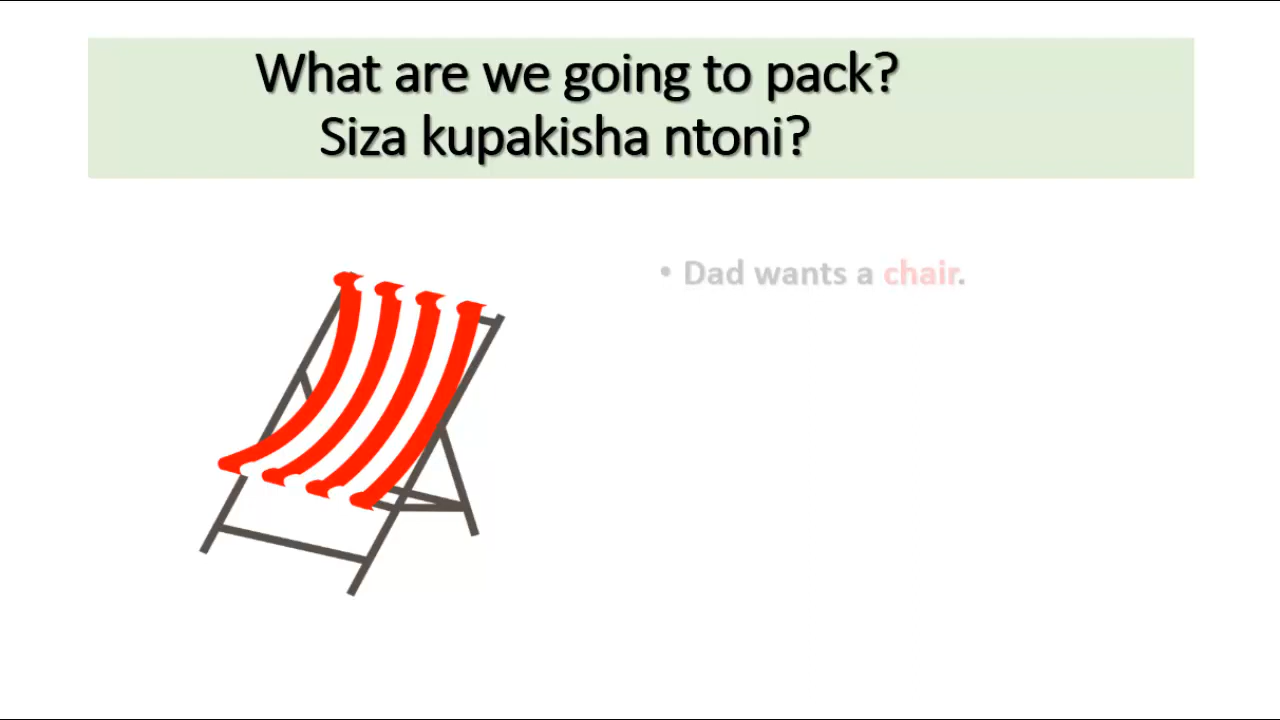 What are we going to pack?
Siza kupakisha ntoni?
• Dad wants a chair.